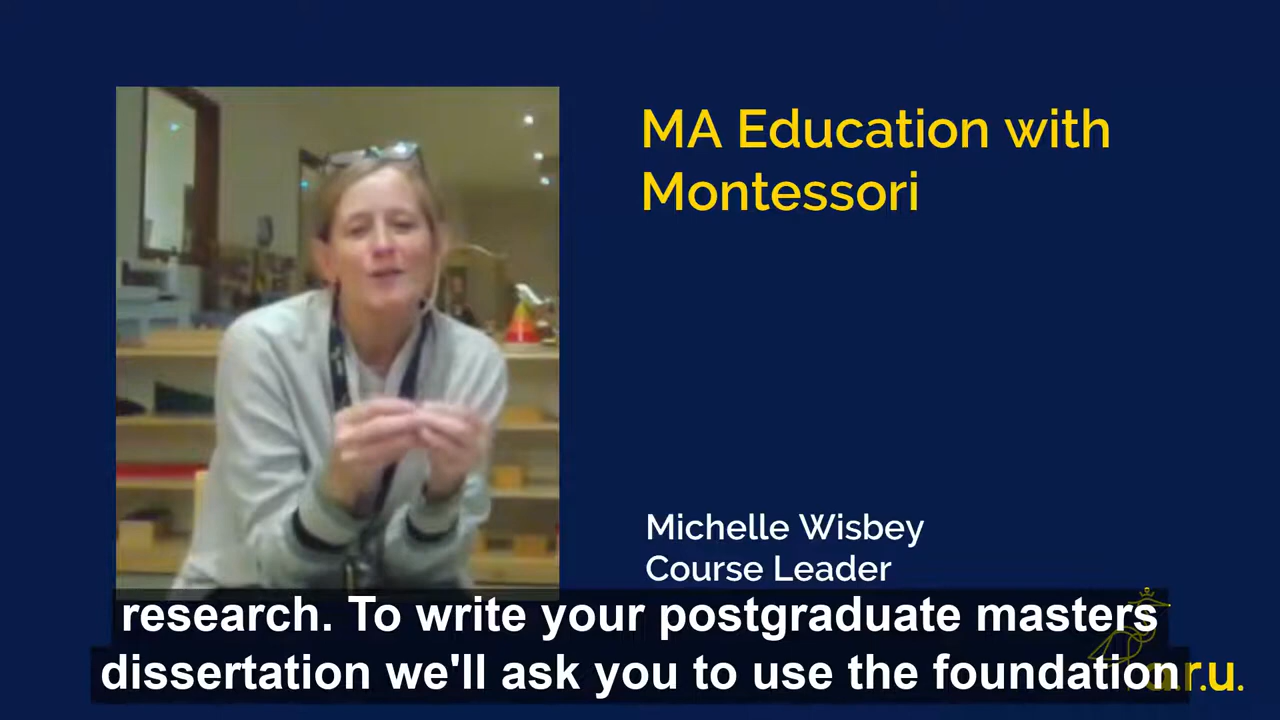 MA Education with
Montessori
Michelle Wisbey
Course Leader
research. To write your postgraduate masters
dissertation we'll ask you to use the foundation
a.r.u.